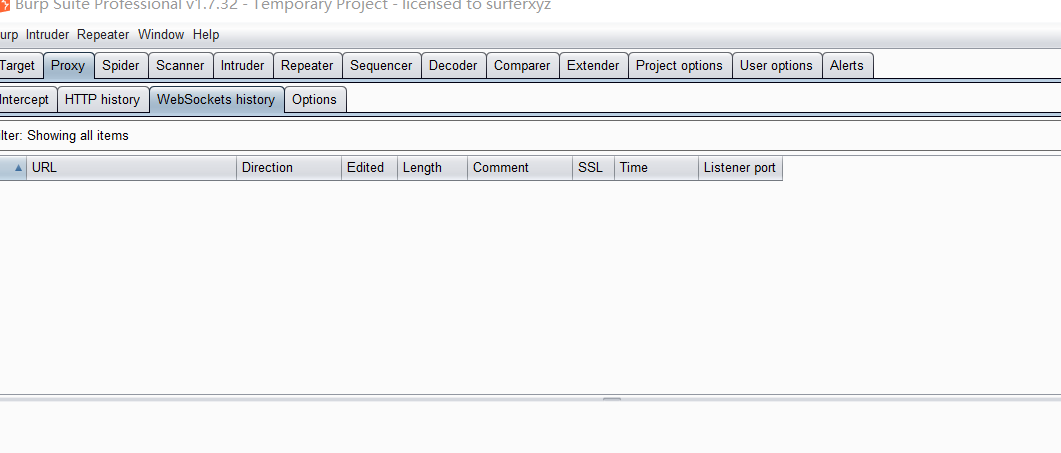 Burp Suite Professional v1.7.32 - Temporary Project - licensed to surferxyz
urp Intruder Repeater Window Help
Target Proxy Spider Scanner Intruder Repeater Sequencer Decoder Comparer Extender Project options User options Alerts
Intercept HTTP history WebSockets history Options
ilter: Showing all items
URL Direction Edited Length Comment SSL Time Listener port